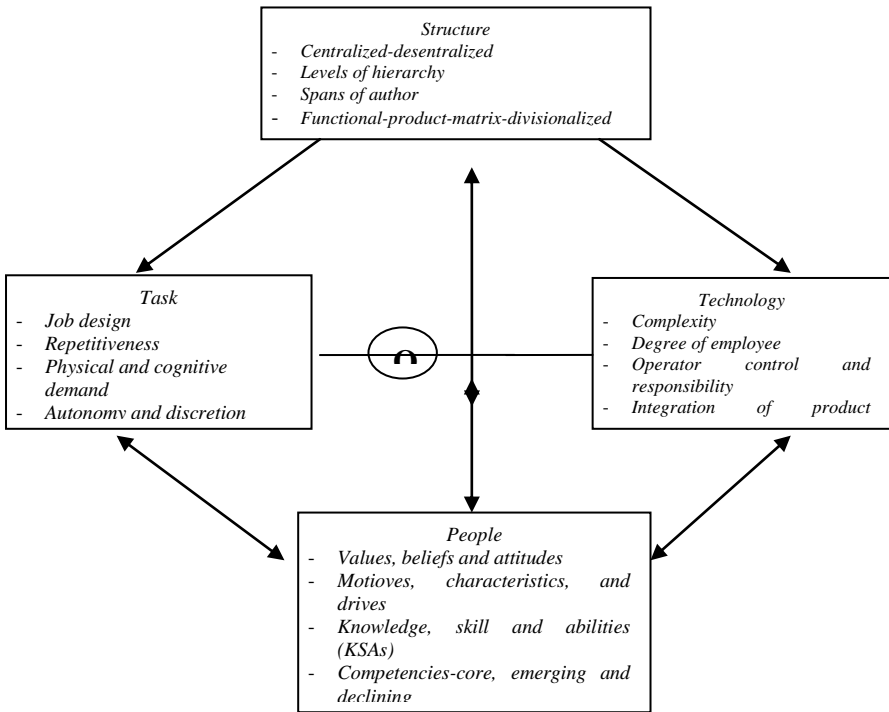 Structure
- Centralized-desentralized
- Levels of hierarchy
- Spans of author
- Functional-product-matrix-divisionalized
Task
- Job design
- Repetitiveness
- Physical and cognitive
demand
- Autonomy and discretion
Technology
- Complexity
- Degree of employee
- Operator control and
responsibility
- Integration of product
People
- Values, beliefs and attitudes
- Motioves, characteristics, and
drives
- Knowledge, skill and abilities
(KSAs)
- Competencies-core, emerging and
declining